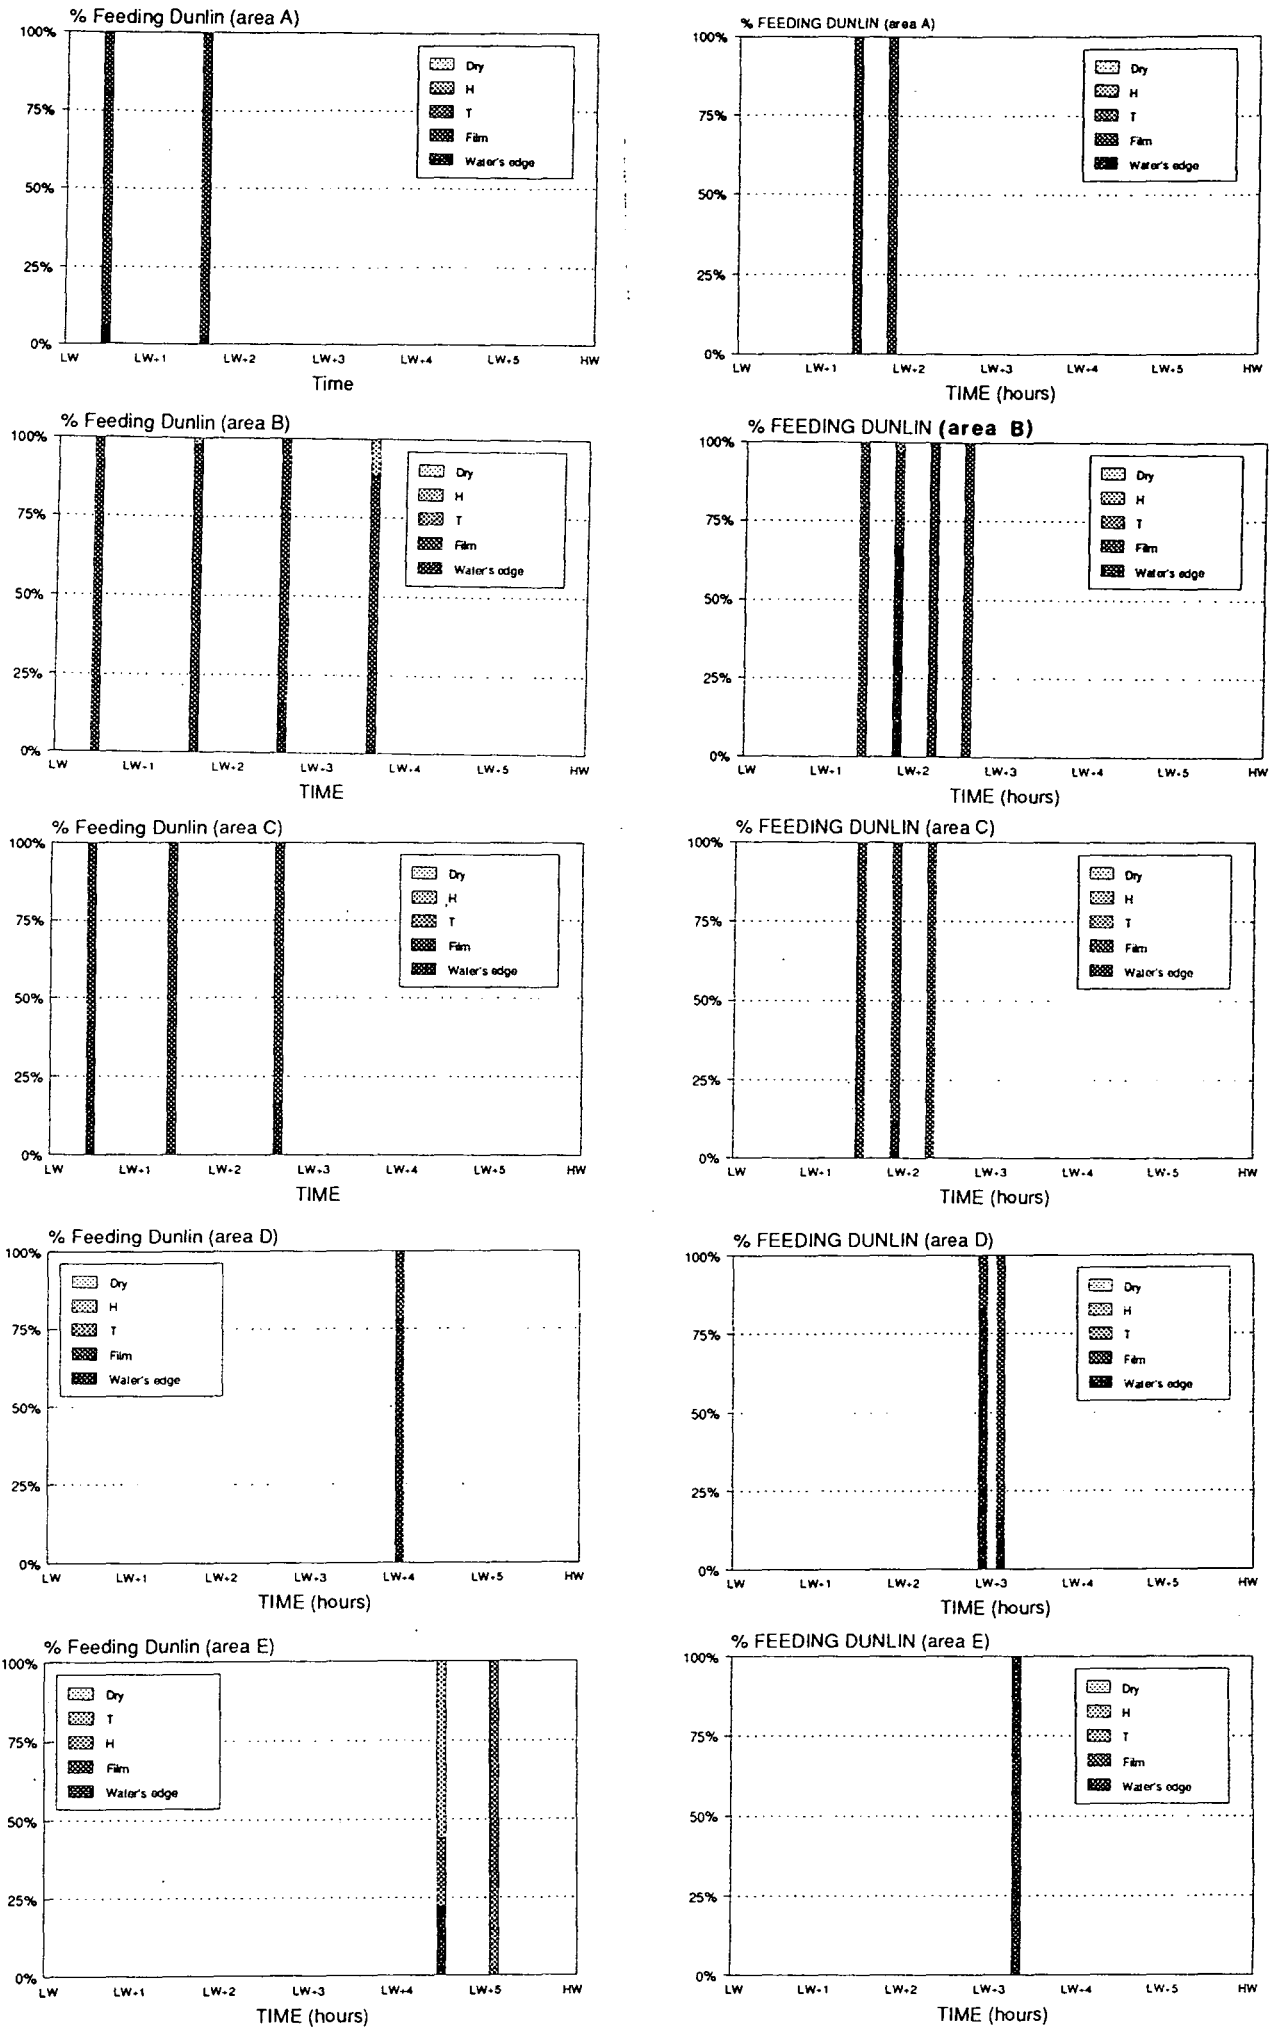 % Feeding Dunlin (area A)
100%
75%
50%
25%
0%
Dry
H
T
Film
Water's edge
LW LW+1 LW+2 LW+3 LW+4 LW+5 HW
Time
% FEEDING DUNLIN (area A)
100%
75%
50%
25%
0%
Dry
H
T
Film
Water's edge
LW LW+1 LW+2 LW+3 LW+4 LW+5 HW
TIME (hours)
% Feeding Dunlin (area B)
100%
75%
50%
25%
0%
Dry
H
T
Film
Water's edge
LW LW+1 LW+2 LW+3 LW+4 LW+5 HW
TIME
% FEEDING DUNLIN (area B)
100%
75%
50%
25%
0%
Dry
H
T
Film
Water's edge
LW LW+1 LW+2 LW+3 LW+4 LW+5 HW
TIME (hours)
% Feeding Dunlin (area C)
100%
75%
50%
25%
0%
Dry
H
T
Film
Water's edge
LW LW+1 LW+2 LW+3 LW+4 LW+5 HW
TIME
% FEEDING DUNLIN (area C)
100%
75%
50%
25%
0%
Dry
H
T
Film
Water's edge
LW LW+1 LW+2 LW+3 LW+4 LW+5 HW
TIME (hours)
% Feeding Dunlin (area D)
100%
75%
50%
25%
0%
Dry
H
T
Film
Water's edge
LW LW+1 LW+2 LW+3 LW+4 LW+5 HW
TIME (hours)
% FEEDING DUNLIN (area D)
100%
75%
50%
25%
0%
Dry
H
T
Film
Water's edge
LW LW+1 LW+2 LW+3 LW+4 LW+5 HW
TIME (hours)
% Feeding Dunlin (area E)
100%
75%
50%
25%
0%
Dry
T
H
Film
Water's edge
LW LW+1 LW+2 LW+3 LW+4 LW+5 HW
TIME (hours)
% FEEDING DUNLIN (area E)
100%
75%
50%
25%
0%
Dry
H
T
Film
Water's edge
LW LW+1 LW+2 LW+3 LW+4 LW+5 HW
TIME (hours)